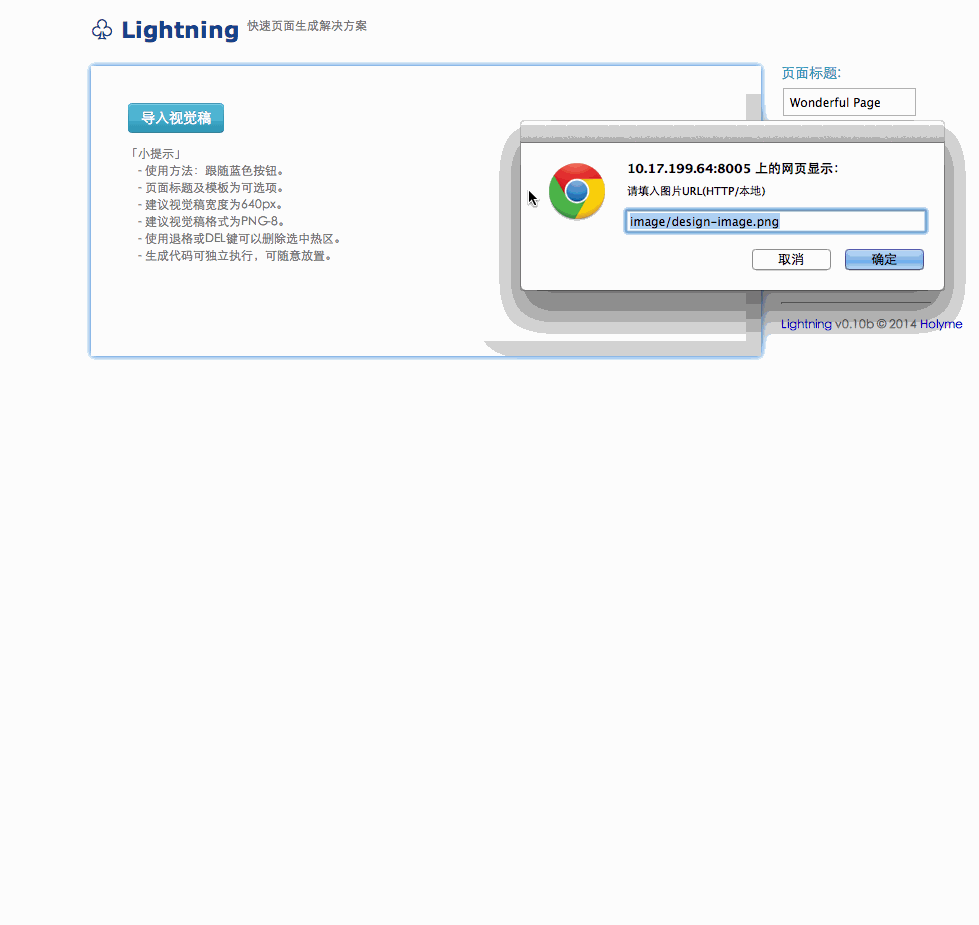 Lightning 快速页面生成解决方案
页面标题:
Wonderful Page
导入视觉稿
「小提示」
- 使用方法：跟随蓝色按钮。
- 页面标题及模板为可选项。
- 建议视觉稿宽度为640px。
- 建议视觉稿格式为PNG-8。
- 使用退格或DEL键可以删除选中热区。
- 生成代码可独立执行，可随意放置。
10.17.199.64:8005 上的网页显示：
请填入图片URL(HTTP/本地)
image/design-image.png
取消
确定
Lightning v0.10b © 2014 Holyme